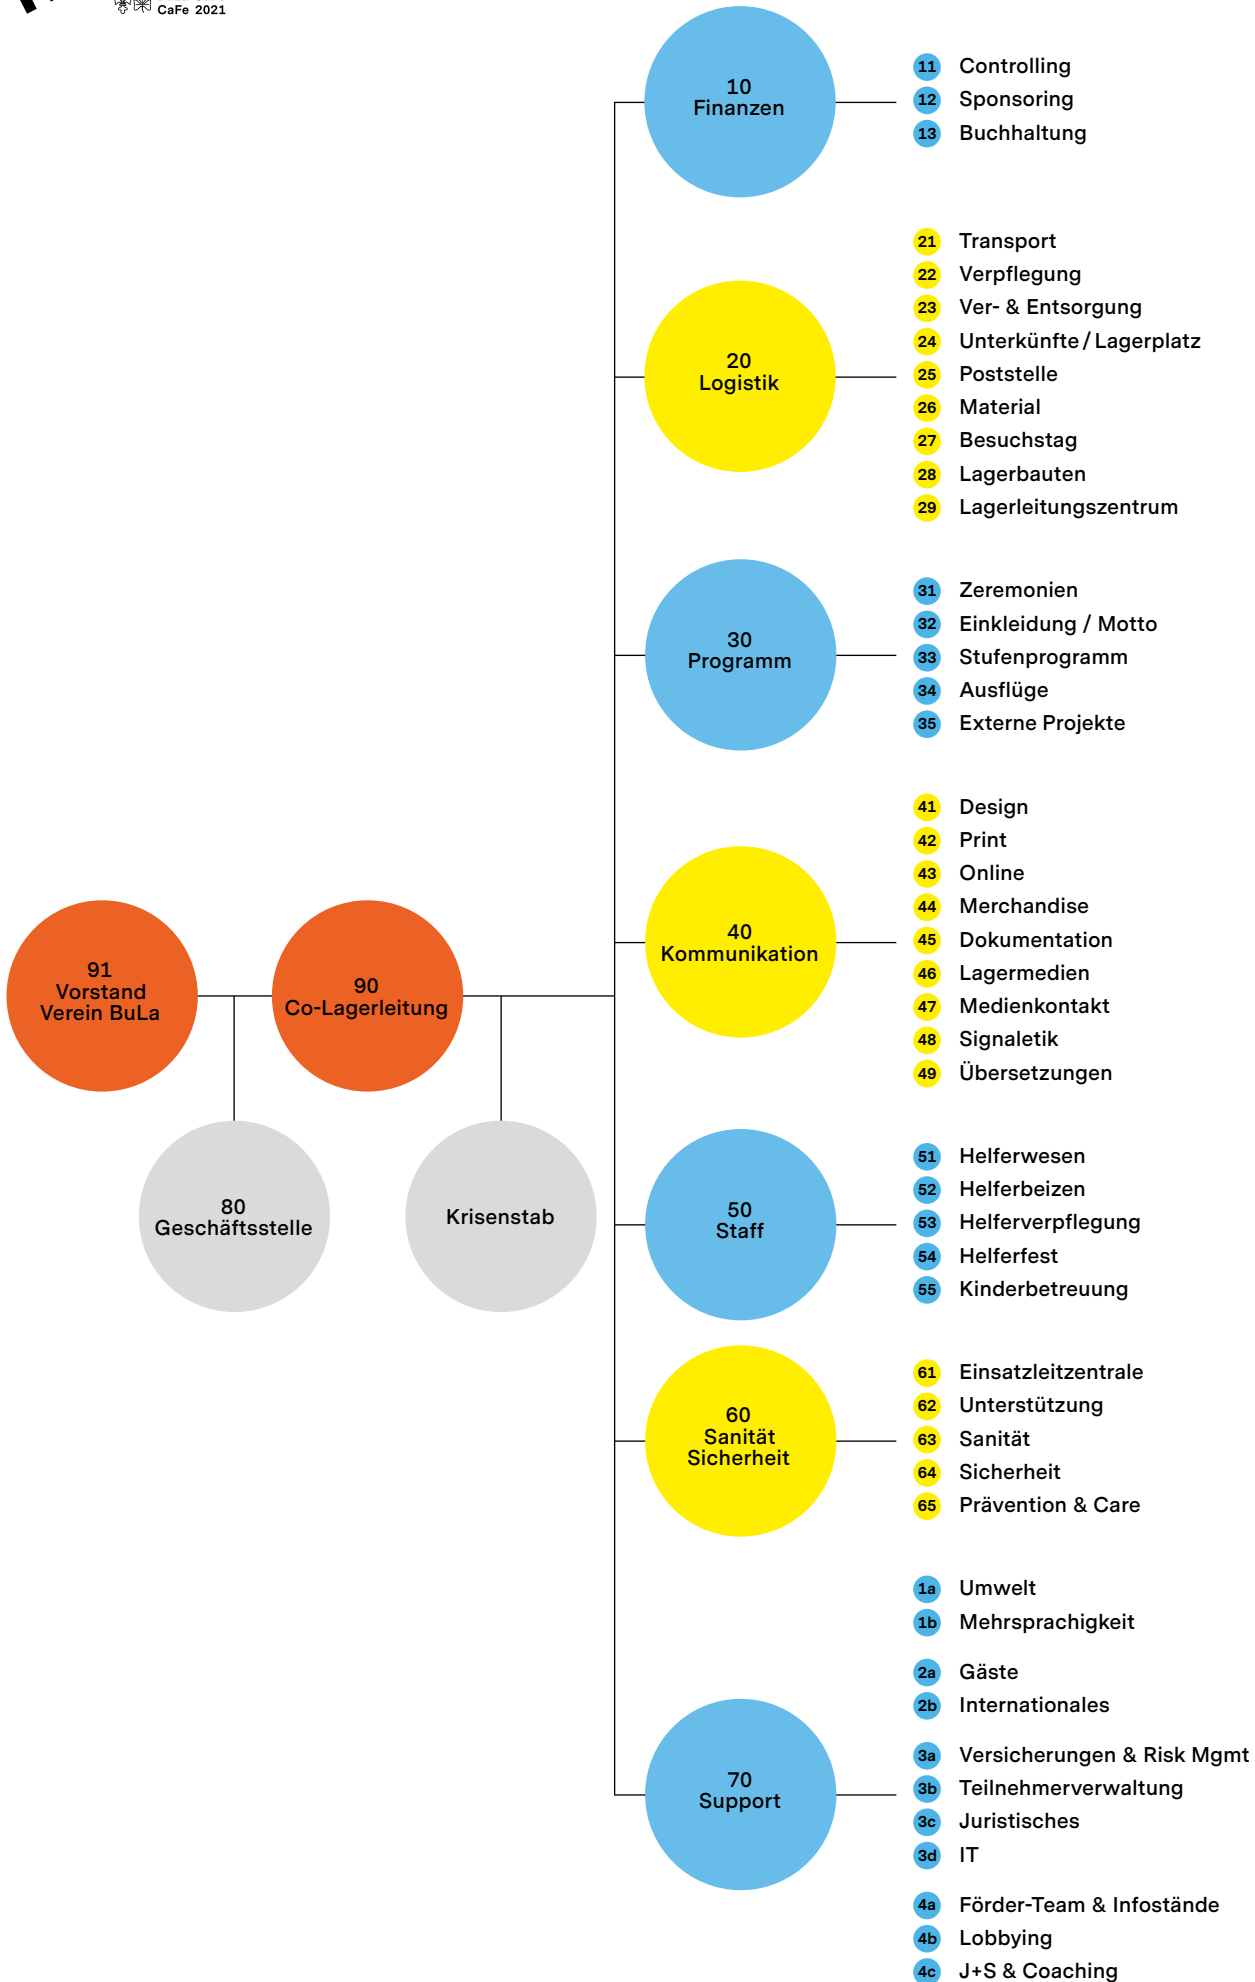 CaFe 2021
10
Finanzen
11 Controlling
12 Sponsoring
13 Buchhaltung
20
Logistik
21 Transport
22 Verpflegung
23 Ver- & Entsorgung
24 Unterkünfte / Lagerplatz
25 Poststelle
26 Material
27 Besuchstag
28 Lagerbauten
29 Lagerleitungszentrum
30
Programm
31 Zeremonien
32 Einkleidung / Motto
33 Stufenprogramm
34 Ausflüge
35 Externe Projekte
40
Kommunikation
41 Design
42 Print
43 Online
44 Merchandise
45 Dokumentation
46 Lagermedien
47 Medienkontakt
48 Signaletik
49 Übersetzungen
91
Vorstand
Verein BuLa
90
Co-Lagerleitung
80
Geschäftsstelle
Krisenstab
50
Staff
51 Helferwesen
52 Helferbeizen
53 Helferverpflegung
54 Helferfest
55 Kinderbetreuung
60
Sanität
Sicherheit
61 Einsatzleitzentrale
62 Unterstützung
63 Sanität
64 Sicherheit
65 Prävention & Care
70
Support
1a Umwelt
1b Mehrsprachigkeit
2a Gäste
2b Internationales
3a Versicherungen & Risk Mgmt
3b Teilnehmerverwaltung
3c Juristisches
3d IT
4a Förder-Team & Infostände
4b Lobbying
4c J+S & Coaching